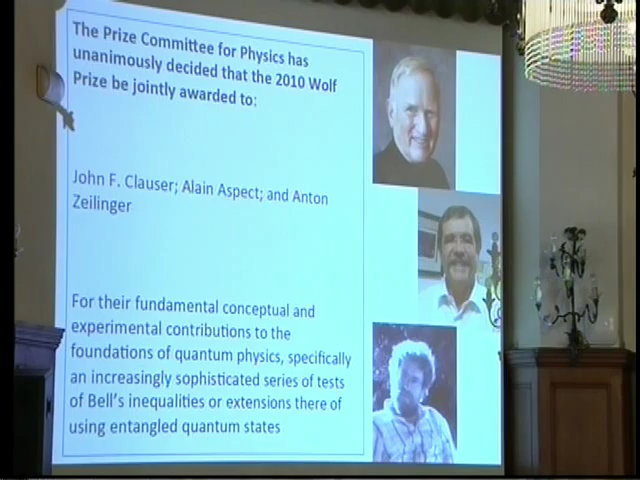 The Prize Committee for Physics has
unanimously decided that the 2010 Wolf
Prize be jointly awarded to:
John F. Clauser; Alain Aspect; and Anton
Zeilinger
For their fundamental conceptual and
experimental contributions to the
foundations of quantum physics, specifically
an increasingly sophisticated series of tests
of Bell's inequalities or extensions there of
using entangled quantum states